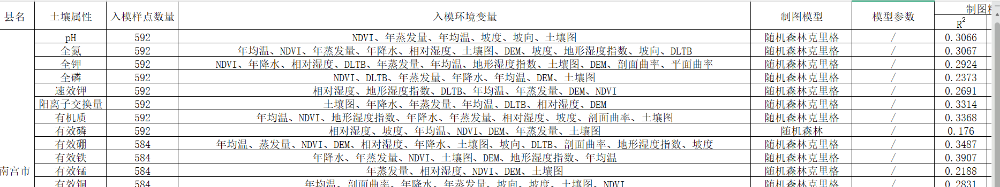 县名 土壤属性 入模样点数量 入模环境变量 制图模型 模型参数 制图
R²
pH 592 NDVI、年蒸发量、年均温、坡度、坡向、土壤图 随机森林克里格 / 0.3066
全氮 592 年均温、NDVI、年蒸发量、年降水、相对湿度、土壤图、DEM、坡度、地形湿度指数、坡向、DLTB 随机森林克里格 / 0.3067
全钾 592 NDVI、年降水、相对湿度、DLTB、年蒸发量、年均温、地形湿度指数、土壤图、DEM、剖面曲率、平面曲率 随机森林克里格 / 0.2924
全磷 592 NDVI、DLTB、年蒸发量、年降水、年均温、DEM、土壤图 随机森林克里格 / 0.2373
速效钾 592 相对湿度、地形湿度指数、DLTB、年均温、年蒸发量、DEM、NDVI 随机森林克里格 / 0.2691
阳离子交换量 592 土壤图、年降水、年蒸发量、年均温、DLTB、相对湿度、DEM 随机森林克里格 / 0.3314
有机质 592 年均温、NDVI、地形湿度指数、年降水、年蒸发量、相对湿度、坡度、剖面曲率、土壤图 随机森林克里格 / 0.3368
有效磷 592 相对湿度、坡度、年均温、NDVI、DEM、年蒸发量、土壤图 随机森林 / 0.176
有效硼 584 年均温、蒸发量、NDVI、DEM、相对湿度、年降水、土壤图、坡向、DLTB、剖面曲率、地形湿度指数、坡度 随机森林克里格 / 0.3487
有效铁 584 年降水、年蒸发量、NDVI、土壤图、DEM、地形湿度指数、年均温 随机森林克里格 / 0.3907
南宫市 有效锰 584 年蒸发量、相对湿度、NDVI、DEM、土壤图 随机森林克里格 / 0.2188
有效铜 584 年均温、剖面曲率、年降水、年蒸发量、坡向、坡度、土壤图、NDVI 随机森林克里格 / 0.2831